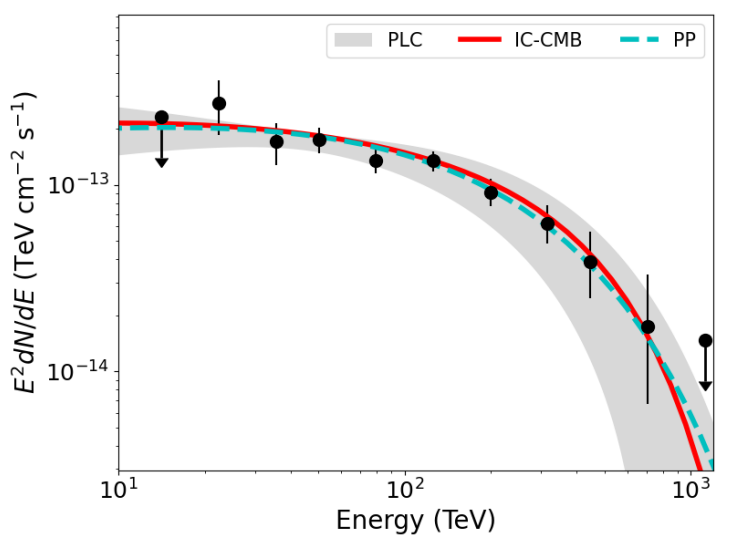 PLC IC-CMB PP
E²dN/dE (TeV cm⁻² s⁻¹)
10⁻¹³
10⁻¹⁴
10¹ 10² 10³
Energy (TeV)